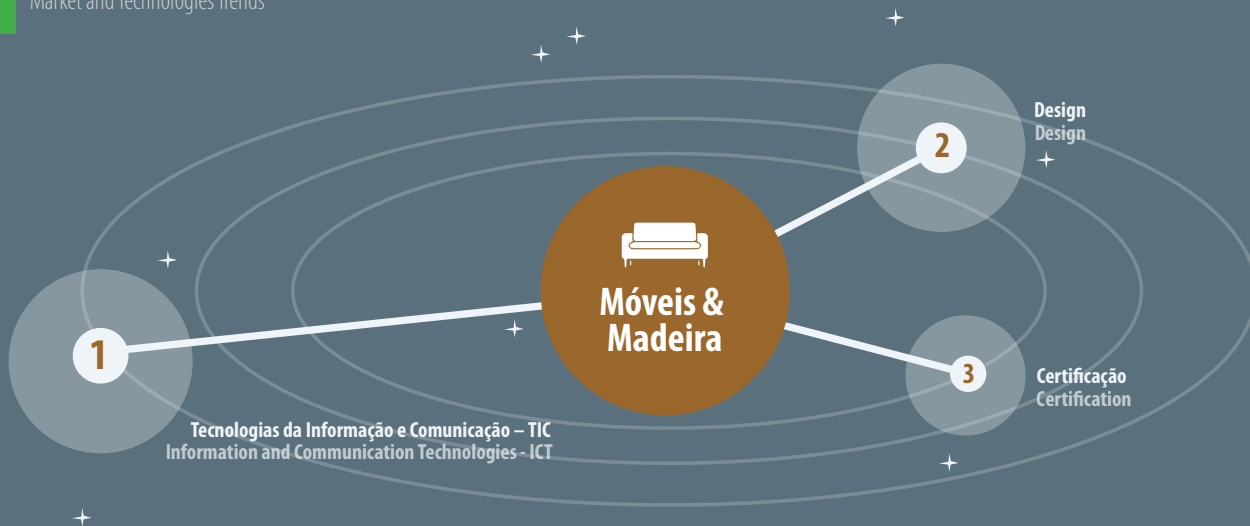 Market and Technologies Trends
2
Design
Design
Móveis &
Madeira
1
3
Certificação
Certification
Tecnologias da Informação e Comunicação – TIC
Information and Communication Technologies - ICT